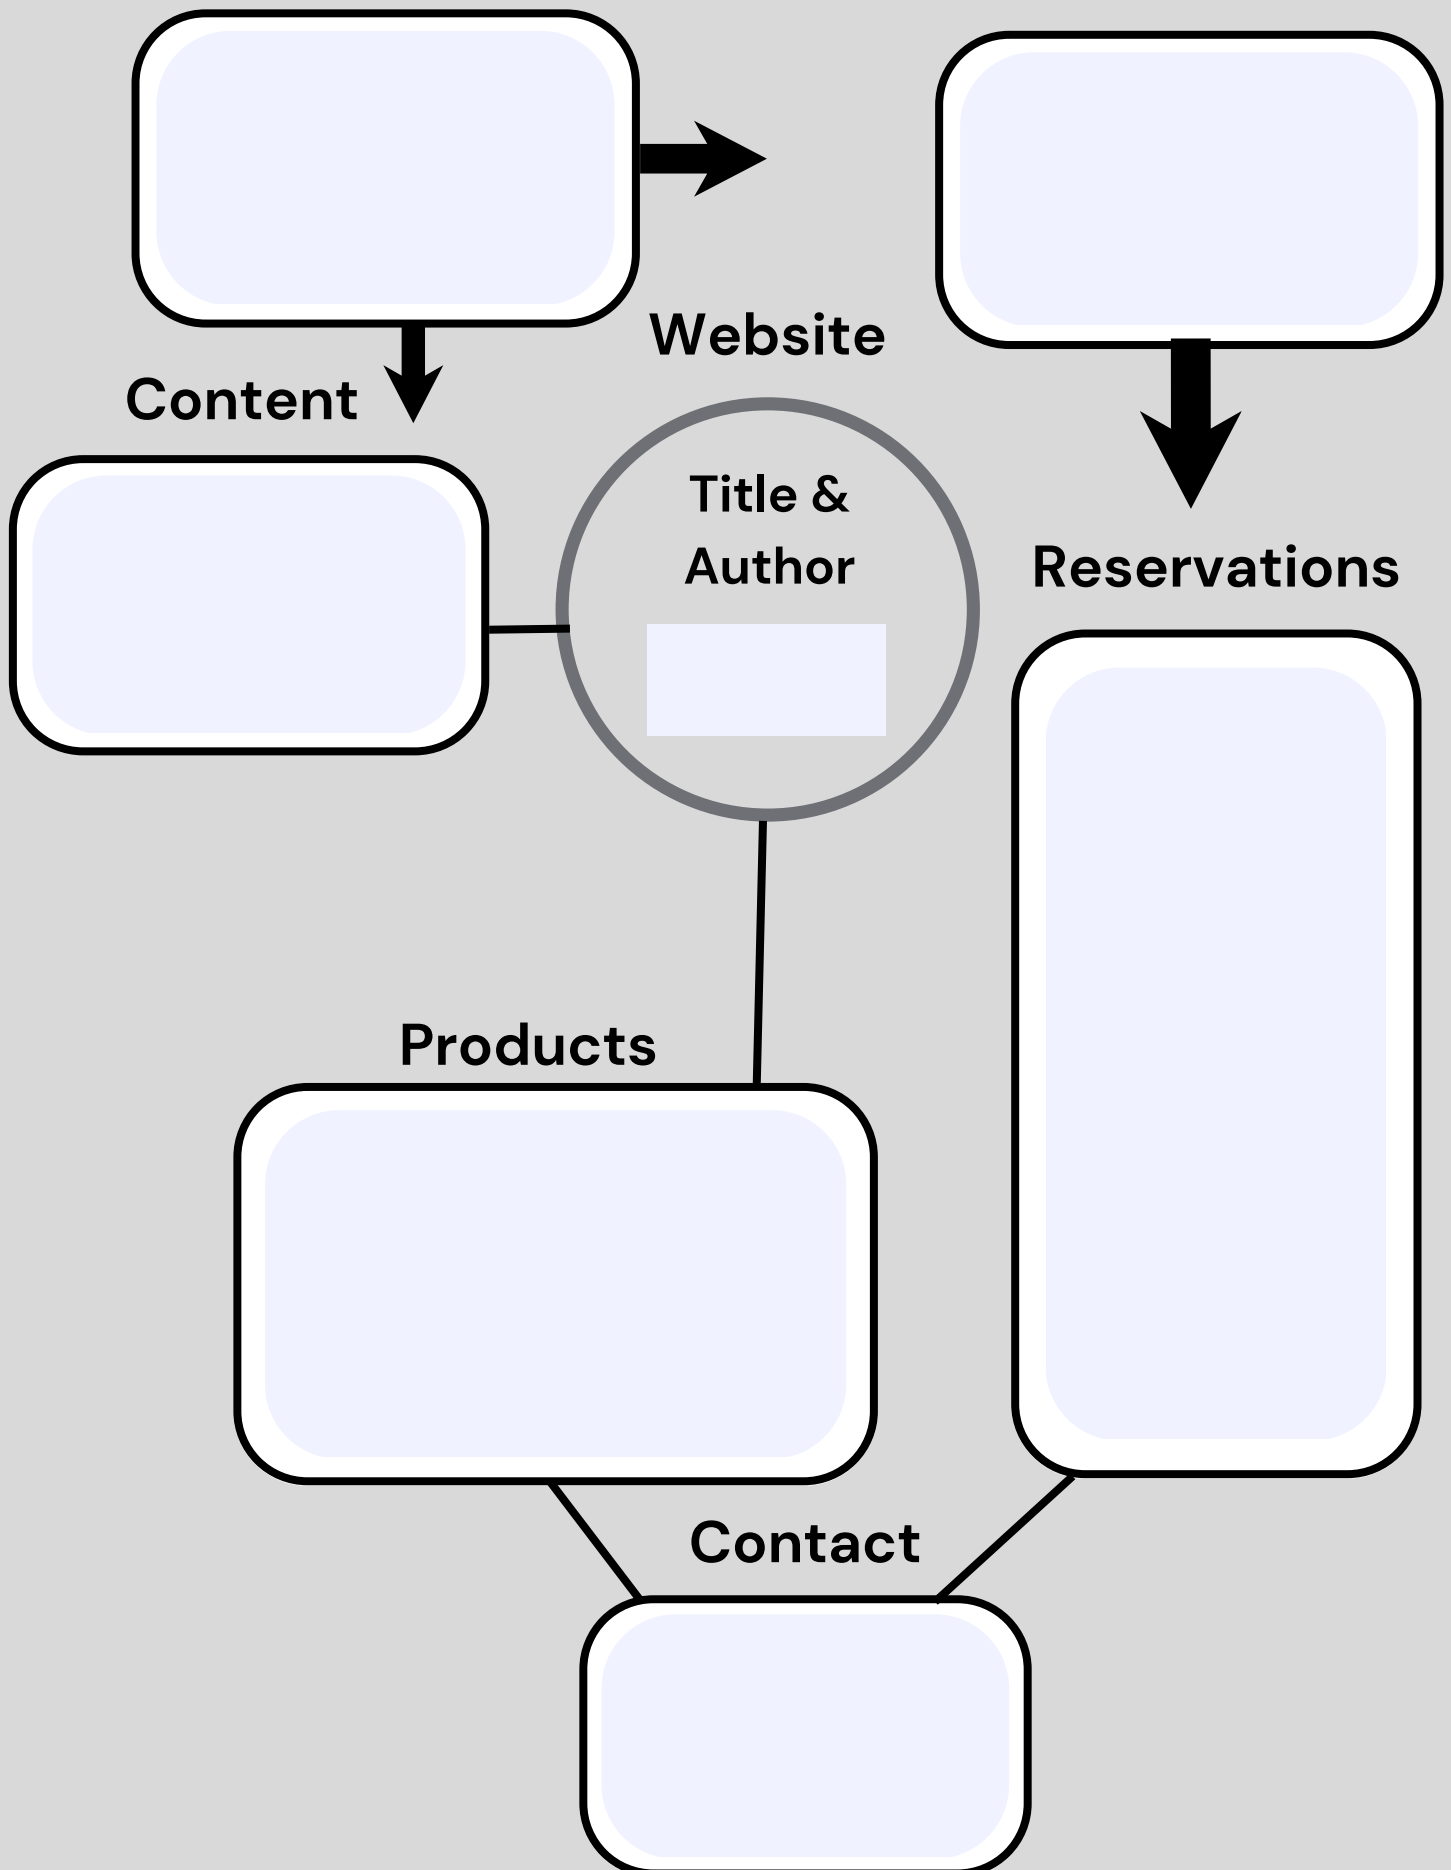 Website
Content
Title &
Author
Reservations
Products
Contact